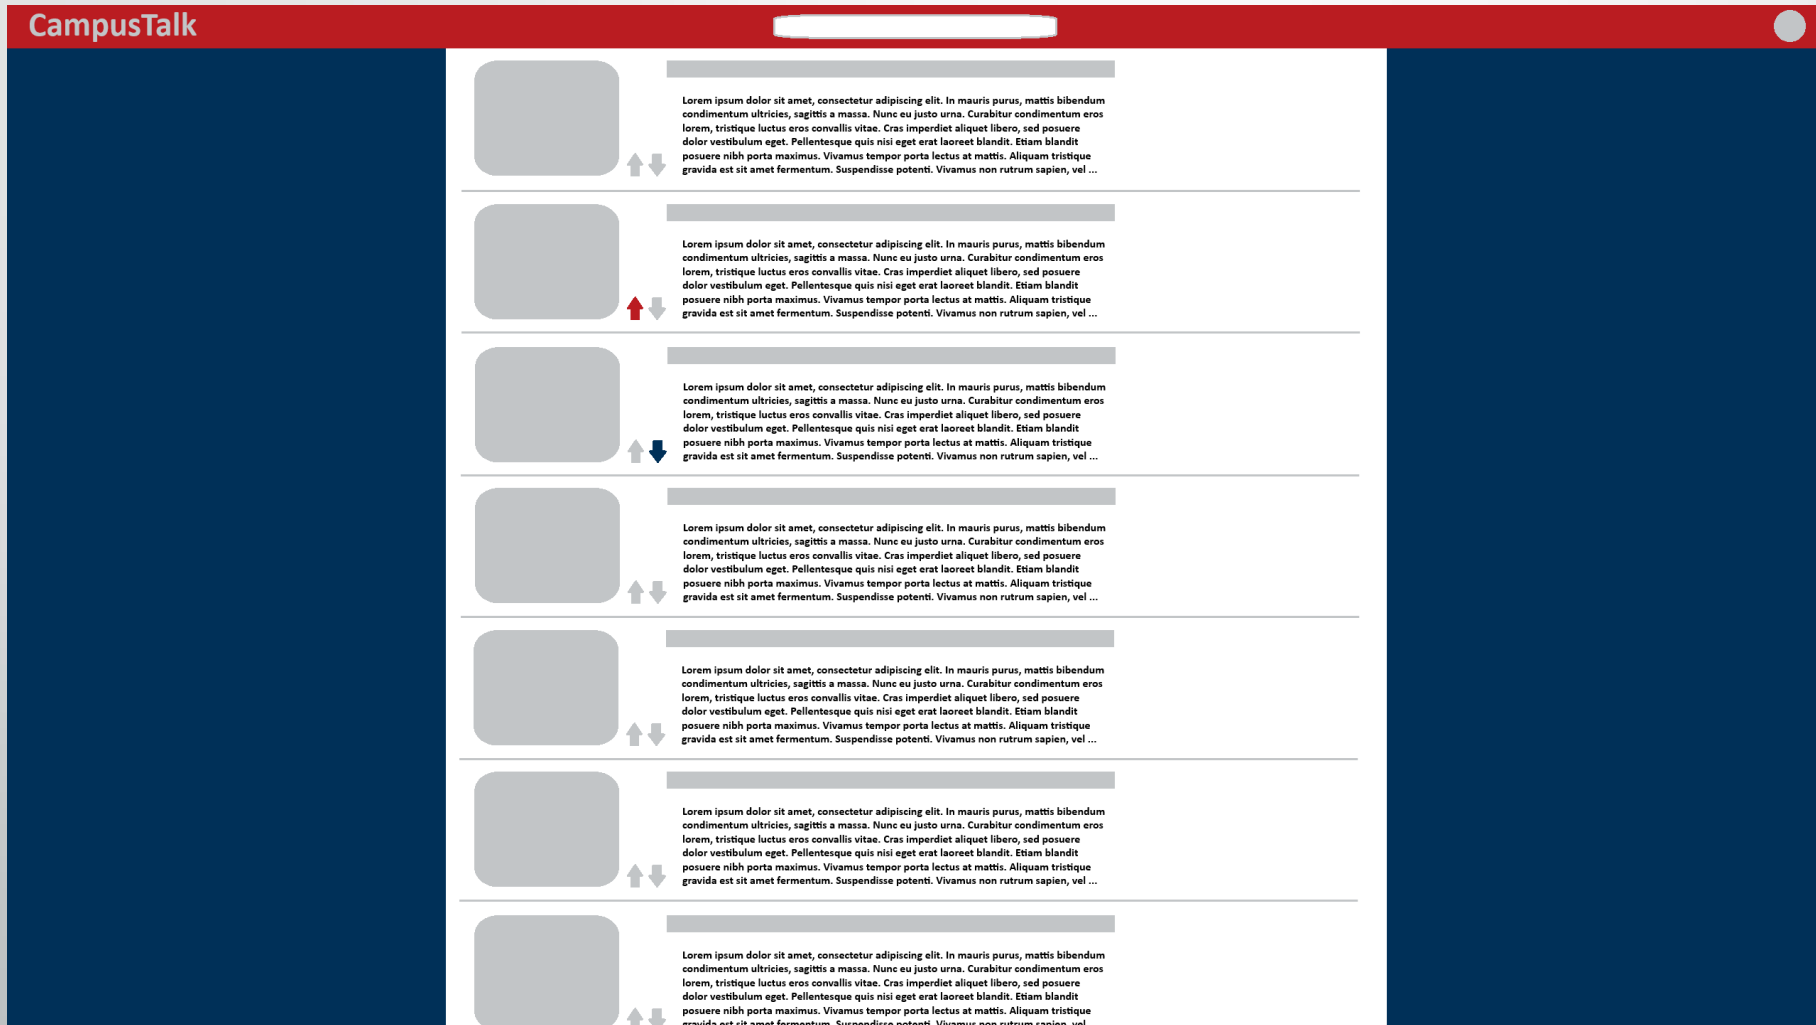 CampusTalk
Lorem ipsum dolor sit amet, consectetur adipiscing elit. In mauris purus, mattis bibendum
condimentum ultricies, sagittis a massa. Nunc eu justo urna. Curabitur condimentum eros
lorem, tristique luctus eros convallis vitae. Cras imperdiet aliquet libero, sed posuere
dolor vestibulum eget. Pellentesque quis nisi eget erat laoreet blandit. Etiam blandit
posuere nibh porta maximus. Vivamus tempor porta lectus at mattis. Aliquam tristique
gravida est sit amet fermentum. Suspendisse potenti. Vivamus non rutrum sapien, vel ...
Lorem ipsum dolor sit amet, consectetur adipiscing elit. In mauris purus, mattis bibendum
condimentum ultricies, sagittis a massa. Nunc eu justo urna. Curabitur condimentum eros
lorem, tristique luctus eros convallis vitae. Cras imperdiet aliquet libero, sed posuere
dolor vestibulum eget. Pellentesque quis nisi eget erat laoreet blandit. Etiam blandit
posuere nibh porta maximus. Vivamus tempor porta lectus at mattis. Aliquam tristique
gravida est sit amet fermentum. Suspendisse potenti. Vivamus non rutrum sapien, vel ...
Lorem ipsum dolor sit amet, consectetur adipiscing elit. In mauris purus, mattis bibendum
condimentum ultricies, sagittis a massa. Nunc eu justo urna. Curabitur condimentum eros
lorem, tristique luctus eros convallis vitae. Cras imperdiet aliquet libero, sed posuere
dolor vestibulum eget. Pellentesque quis nisi eget erat laoreet blandit. Etiam blandit
posuere nibh porta maximus. Vivamus tempor porta lectus at mattis. Aliquam tristique
gravida est sit amet fermentum. Suspendisse potenti. Vivamus non rutrum sapien, vel ...
Lorem ipsum dolor sit amet, consectetur adipiscing elit. In mauris purus, mattis bibendum
condimentum ultricies, sagittis a massa. Nunc eu justo urna. Curabitur condimentum eros
lorem, tristique luctus eros convallis vitae. Cras imperdiet aliquet libero, sed posuere
dolor vestibulum eget. Pellentesque quis nisi eget erat laoreet blandit. Etiam blandit
posuere nibh porta maximus. Vivamus tempor porta lectus at mattis. Aliquam tristique
gravida est sit amet fermentum. Suspendisse potenti. Vivamus non rutrum sapien, vel ...
Lorem ipsum dolor sit amet, consectetur adipiscing elit. In mauris purus, mattis bibendum
condimentum ultricies, sagittis a massa. Nunc eu justo urna. Curabitur condimentum eros
lorem, tristique luctus eros convallis vitae. Cras imperdiet aliquet libero, sed posuere
dolor vestibulum eget. Pellentesque quis nisi eget erat laoreet blandit. Etiam blandit
posuere nibh porta maximus. Vivamus tempor porta lectus at mattis. Aliquam tristique
gravida est sit amet fermentum. Suspendisse potenti. Vivamus non rutrum sapien, vel ...
Lorem ipsum dolor sit amet, consectetur adipiscing elit. In mauris purus, mattis bibendum
condimentum ultricies, sagittis a massa. Nunc eu justo urna. Curabitur condimentum eros
lorem, tristique luctus eros convallis vitae. Cras imperdiet aliquet libero, sed posuere
dolor vestibulum eget. Pellentesque quis nisi eget erat laoreet blandit. Etiam blandit
posuere nibh porta maximus. Vivamus tempor porta lectus at mattis. Aliquam tristique
gravida est sit amet fermentum. Suspendisse potenti. Vivamus non rutrum sapien, vel ...
Lorem ipsum dolor sit amet, consectetur adipiscing elit. In mauris purus, mattis bibendum
condimentum ultricies, sagittis a massa. Nunc eu justo urna. Curabitur condimentum eros
lorem, tristique luctus eros convallis vitae. Cras imperdiet aliquet libero, sed posuere
dolor vestibulum eget. Pellentesque quis nisi eget erat laoreet blandit. Etiam blandit
posuere nibh porta maximus. Vivamus tempor porta lectus at mattis. Aliquam tristique
gravida est sit amet fermentum. Suspendisse potenti. Vivamus non rutrum sapien, vel